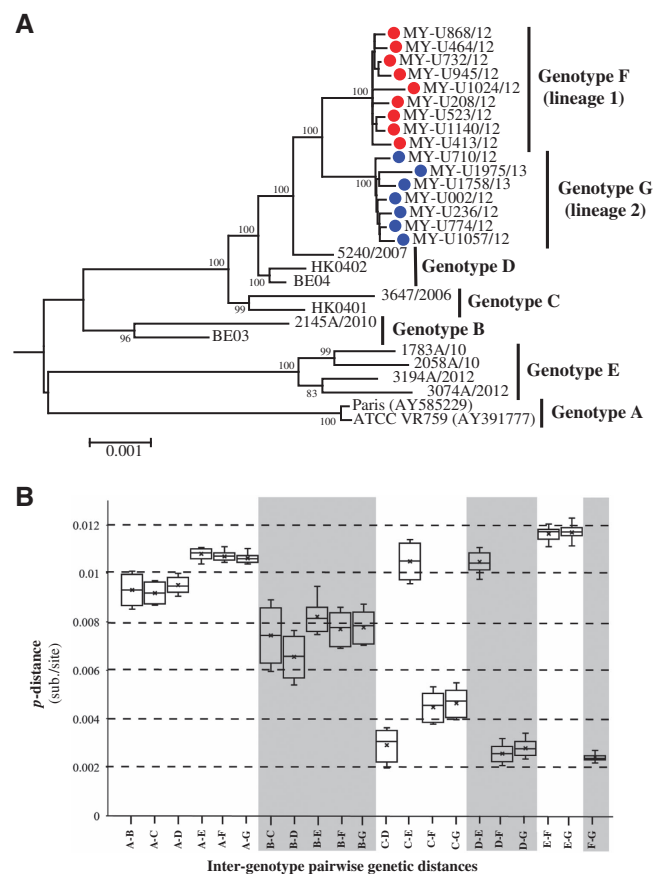 A
MY-U868/12
MY-U464/12
MY-U732/12
MY-U945/12
MY-U1024/12
MY-U208/12
MY-U523/12
MY-U1140/12
MY-U413/12
Genotype F
(lineage 1)
100
100
MY-U710/12
MY-U1975/13
MY-U1758/13
MY-U002/12
MY-U236/12
MY-U774/12
MY-U1057/12
Genotype G
(lineage 2)
100
100
5240/2007
HK0402
BE04
Genotype D
100
100
3647/2006
HK0401
Genotype C
99
2145A/2010
BE03
Genotype B
96
1783A/10
2058A/10
3194A/2012
3074A/2012
Genotype E
99
100
83
Paris (AY585229)
ATCC VR759 (AY391777)
Genotype A
100
0.001
B
p-distance
(sub./site)
0.012
0.010
0.008
0.006
0.004
0.002
0
A-B A-C A-D A-E A-F A-G B-C B-D B-E B-F B-G C-D C-E C-F C-G D-E D-F D-G E-F E-G F-G
Inter-genotype pairwise genetic distances